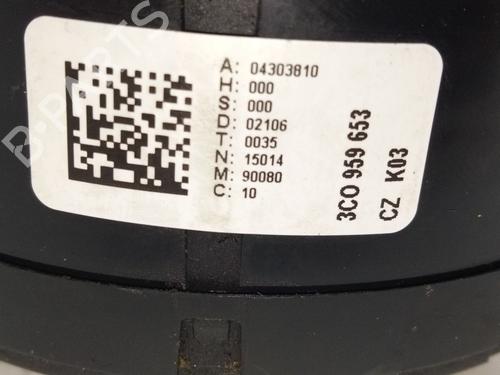 A: 04303810
H: 000
S: 000
D: 02106
T: 0035
N: 15014
M: 90080
C: 10
3C0 959 653
CZ K03
B-PARTS